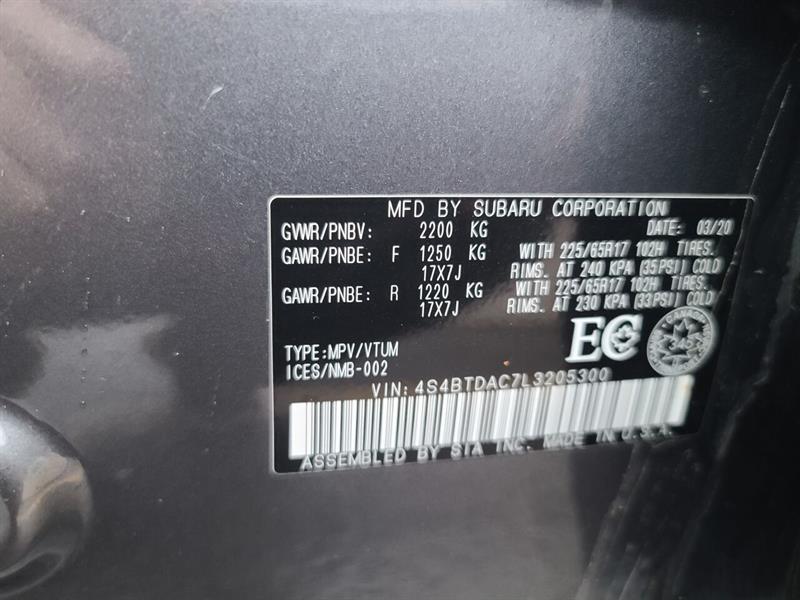 MFD BY SUBARU CORPORATION
GVWR/PNBV: 2200 KG DATE: 03/20
GAWR/PNBE: F 1250 KG WITH 225/65R17 102H TIRES.
17X7J RIMS. AT 240 KPA (35PSI) COLD
GAWR/PNBE: R 1220 KG WITH 225/65R17 102H TIRES.
17X7J RIMS. AT 230 KPA (33PSI) COLD
EC
TYPE:MPV/VTUM
ICES/NMB-002
VIN: 4S4BTDAC7L3205300
ASSEMBLED BY SIA INC. MADE IN U.S.A.